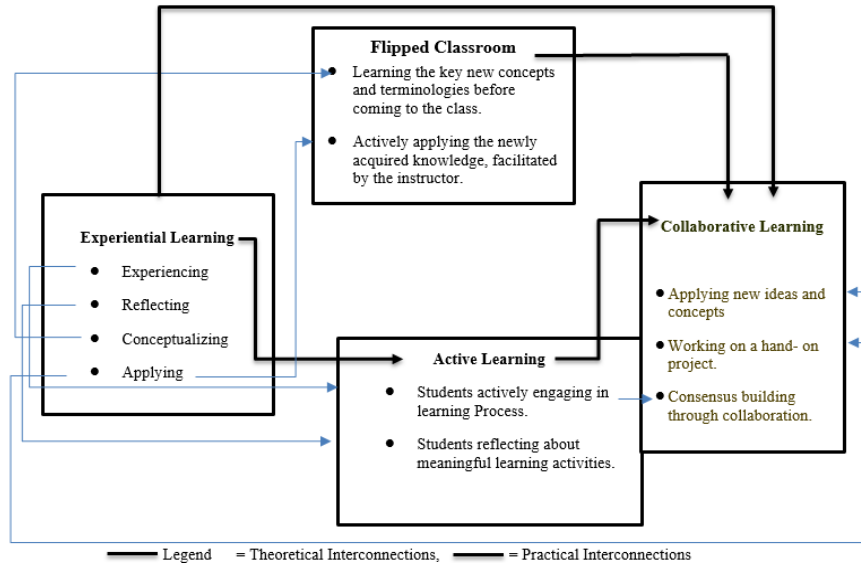 Flipped Classroom
● Learning the key new concepts
and terminologies before
coming to the class.
● Actively applying the newly
acquired knowledge, facilitated
by the instructor.
Experiential Learning
● Experiencing
● Reflecting
● Conceptualizing
● Applying
Active Learning
● Students actively engaging in
learning Process.
● Students reflecting about
meaningful learning activities.
Collaborative Learning
● Applying new ideas and
concepts
● Working on a hand- on
project.
● Consensus building
through collaboration.
Legend = Theoretical Interconnections, = Practical Interconnections